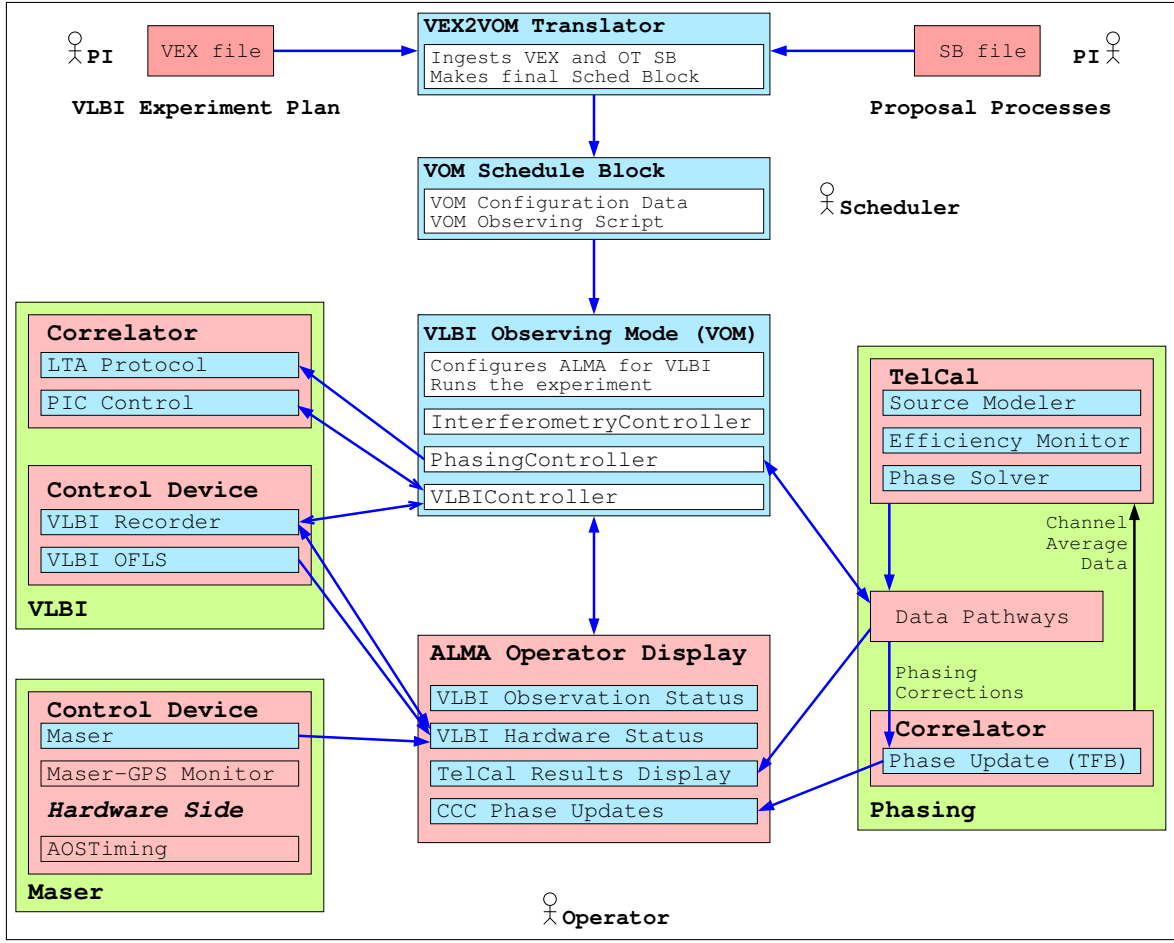 VEX2VOM Translator
PI
VEX file
Ingests VEX and OT SB
Makes final Sched Block
SB file
PI
VLBI Experiment Plan
Proposal Processes
VOM Schedule Block
VOM Configuration Data
VOM Observing Script
Scheduler
Correlator
LTA Protocol
PIC Control
Control Device
VLBI Recorder
VLBI OFLS
VLBI
VLBI Observing Mode (VOM)
Configures ALMA for VLBI
Runs the experiment
InterferometryController
PhasingController
VLBIController
TelCal
Source Modeler
Efficiency Monitor
Phase Solver
Channel
Average
Data
Data Pathways
Phasing
Corrections
Correlator
Phase Update (TFB)
Phasing
ALMA Operator Display
VLBI Observation Status
VLBI Hardware Status
TelCal Results Display
CCC Phase Updates
Control Device
Maser
Maser-GPS Monitor
Hardware Side
AOSTiming
Maser
Operator